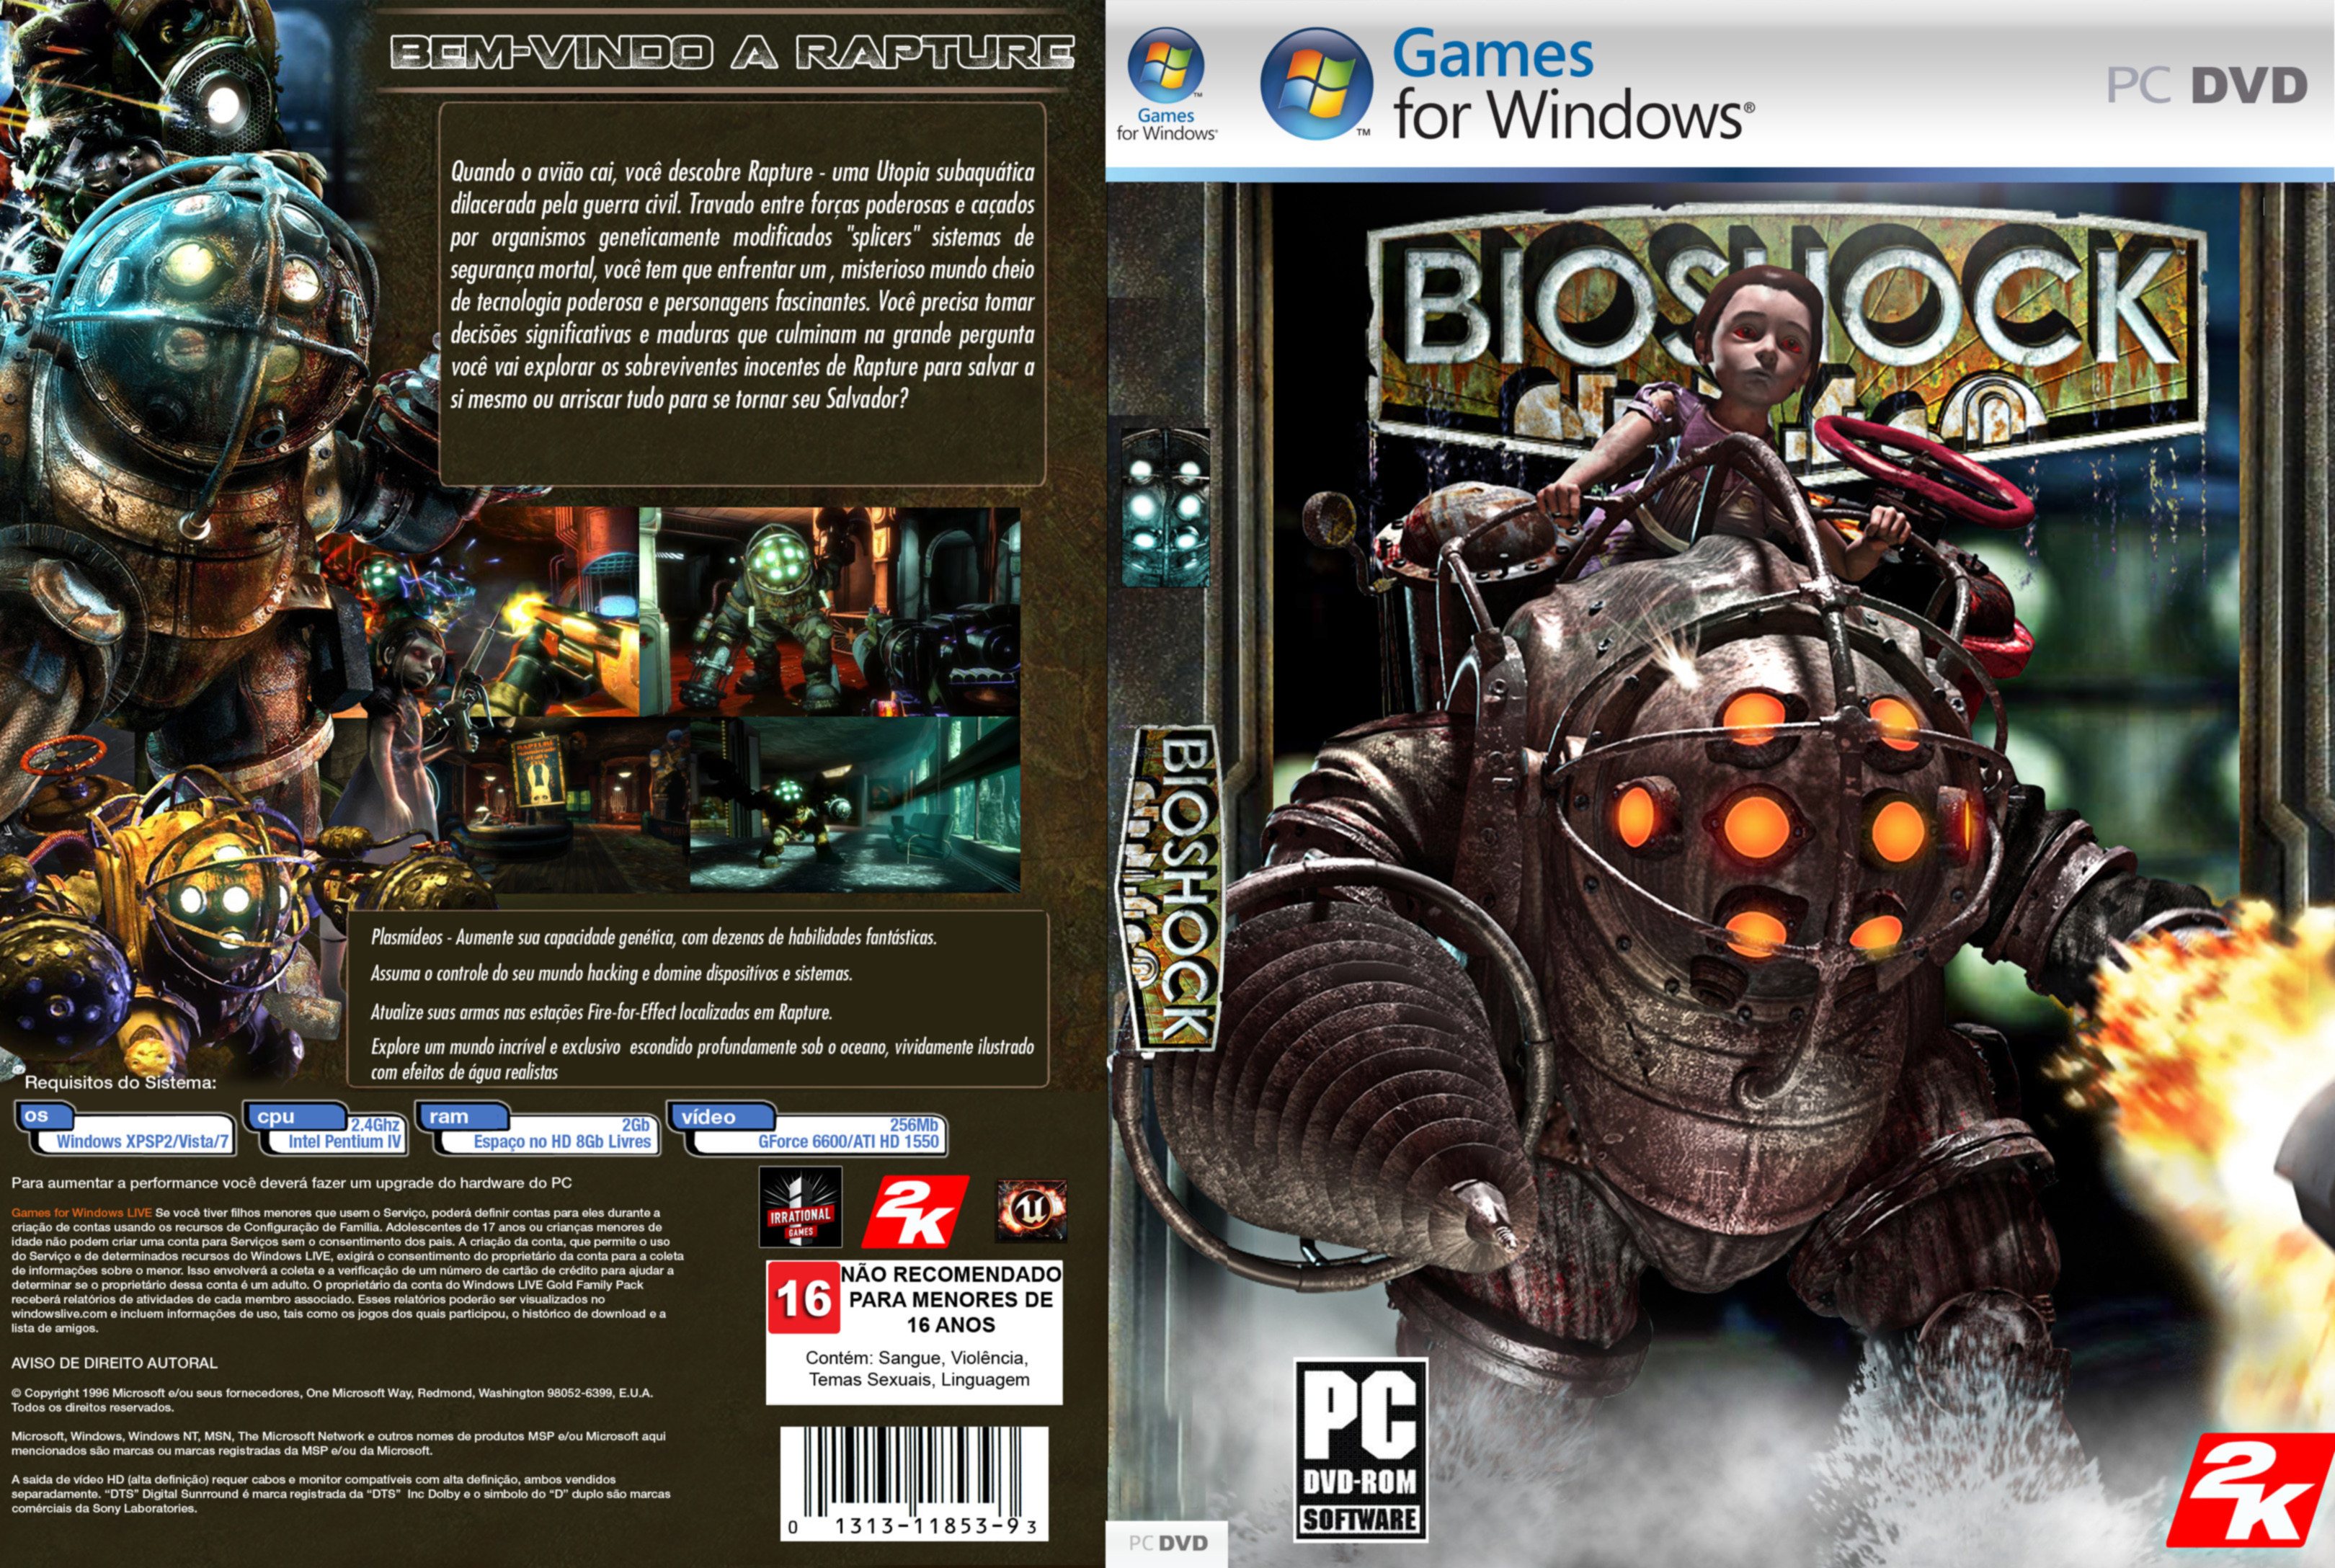 BEM-VINDO A RAPTURE
Quando o avião cai, você descobre Rapture - uma Utopia subaquática
dilacerada pela guerra civil. Travado entre forças poderosas e caçados
por organismos geneticamente modificados "splicers" sistemas de
segurança mortal, você tem que enfrentar um , misterioso mundo cheio
de tecnologia poderosa e personagens fascinantes. Você precisa tomar
decisões significativas e maduras que culminam na grande pergunta
você vai explorar os sobreviventes inocentes de Rapture para salvar a
si mesmo ou arriscar tudo para se tornar seu Salvador?
RAPTURE
Plasmídeos - Aumente sua capacidade genética, com dezenas de habilidades fantásticas.
Assuma o controle do seu mundo hacking e domine dispositívos e sistemas.
Atualize suas armas nas estações Fire-for-Effect localizadas em Rapture.
Explore um mundo incrível e exclusivo escondido profundamente sob o oceano, vividamente ilustrado
com efeitos de água realistas
Requisitos do Sistema:
os
Windows XPSP2/Vista/7
cpu
2.4Ghz
Intel Pentium IV
ram
2Gb
Espaço no HD 8Gb Livres
vídeo
256Mb
GForce 6600/ATI HD 1550
Para aumentar a performance você deverá fazer um upgrade do hardware do PC
Games for Windows LIVE Se você tiver filhos menores que usem o Serviço, poderá definir contas para eles durante a
criação de contas usando os recursos de Configuração de Família. Adolescentes de 17 anos ou crianças menores de
idade não podem criar uma conta para Serviços sem o consentimento dos pais. A criação da conta, que permite o uso
do Serviço e de determinados recursos do Windows LIVE, exigirá o consentimento do proprietário da conta para a coleta
de informações sobre o menor. Isso envolverá a coleta e a verificação de um número de cartão de crédito para ajudar a
determinar se o proprietário dessa conta é um adulto. O proprietário da conta do Windows LIVE Gold Family Pack
receberá relatórios de atividades de cada membro associado. Esses relatórios poderão ser visualizados no
windowslive.com e incluem informações de uso, tais como os jogos dos quais participou, o histórico de download e a
lista de amigos.
AVISO DE DIREITO AUTORAL
© Copyright 1996 Microsoft e/ou seus fornecedores, One Microsoft Way, Redmond, Washington 98052-6399, E.U.A.
Todos os direitos reservados.
Microsoft, Windows, Windows NT, MSN, The Microsoft Network e outros nomes de produtos MSP e/ou Microsoft aqui
mencionados são marcas ou marcas registradas da MSP e/ou da Microsoft.
A saída de vídeo HD (alta definição) requer cabos e monitor compatíveis com alta definição, ambos vendidos
separadamente. “DTS” Digital Sunrround é marca registrada da “DTS” Inc Dolby e o símbolo do “D” duplo são marcas
comérciais da Sony Laboratories.
IRRATIONAL
GAMES
2K
U
16
NÃO RECOMENDADO
PARA MENORES DE
16 ANOS
Contém: Sangue, Violência,
Temas Sexuais, Linguagem
0 1313-11853-9 3
Games
for Windows®
BIOSHOCK
PC DVD
Games
for Windows®
PC DVD
BIOSHOCK
PC
DVD-ROM
SOFTWARE
2K